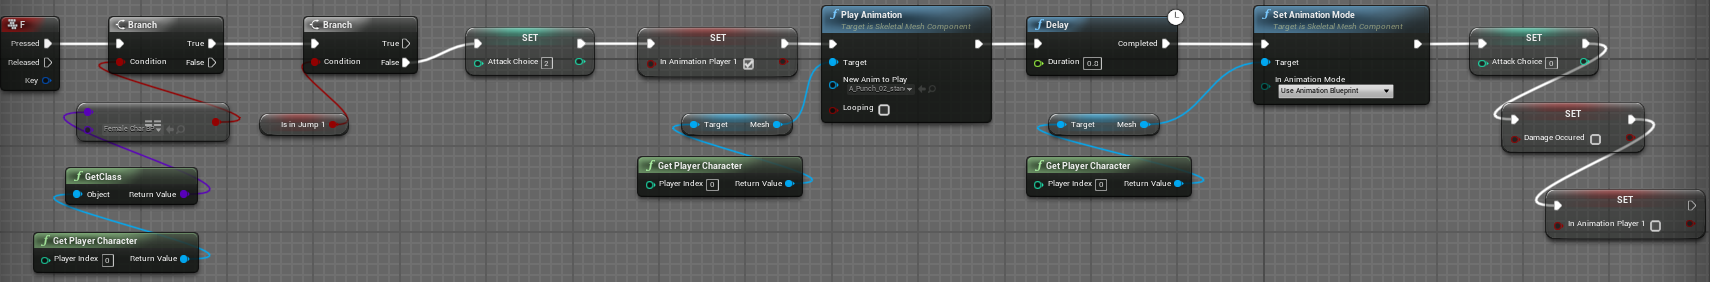 F
Pressed
Released
Key
Branch
True
Condition
False
Female Char
==
GetClass
Object
Return Value
Get Player Character
Player Index 0
Return Value
Is in Jump 1
Branch
True
Condition
False
SET
Attack Choice 2
SET
In Animation Player 1
Play Animation
Target is Skeletal Mesh Component
Target
New Anim to Play
A_Punch_02_stan
Looping
Target Mesh
Get Player Character
Player Index 0
Return Value
Delay
Completed
Duration 0.0
Target Mesh
Get Player Character
Player Index 0
Return Value
Set Animation Mode
Target is Skeletal Mesh Component
Target
In Animation Mode
Use Animation Blueprint
SET
Attack Choice 0
SET
Damage Occured
SET
In Animation Player 1